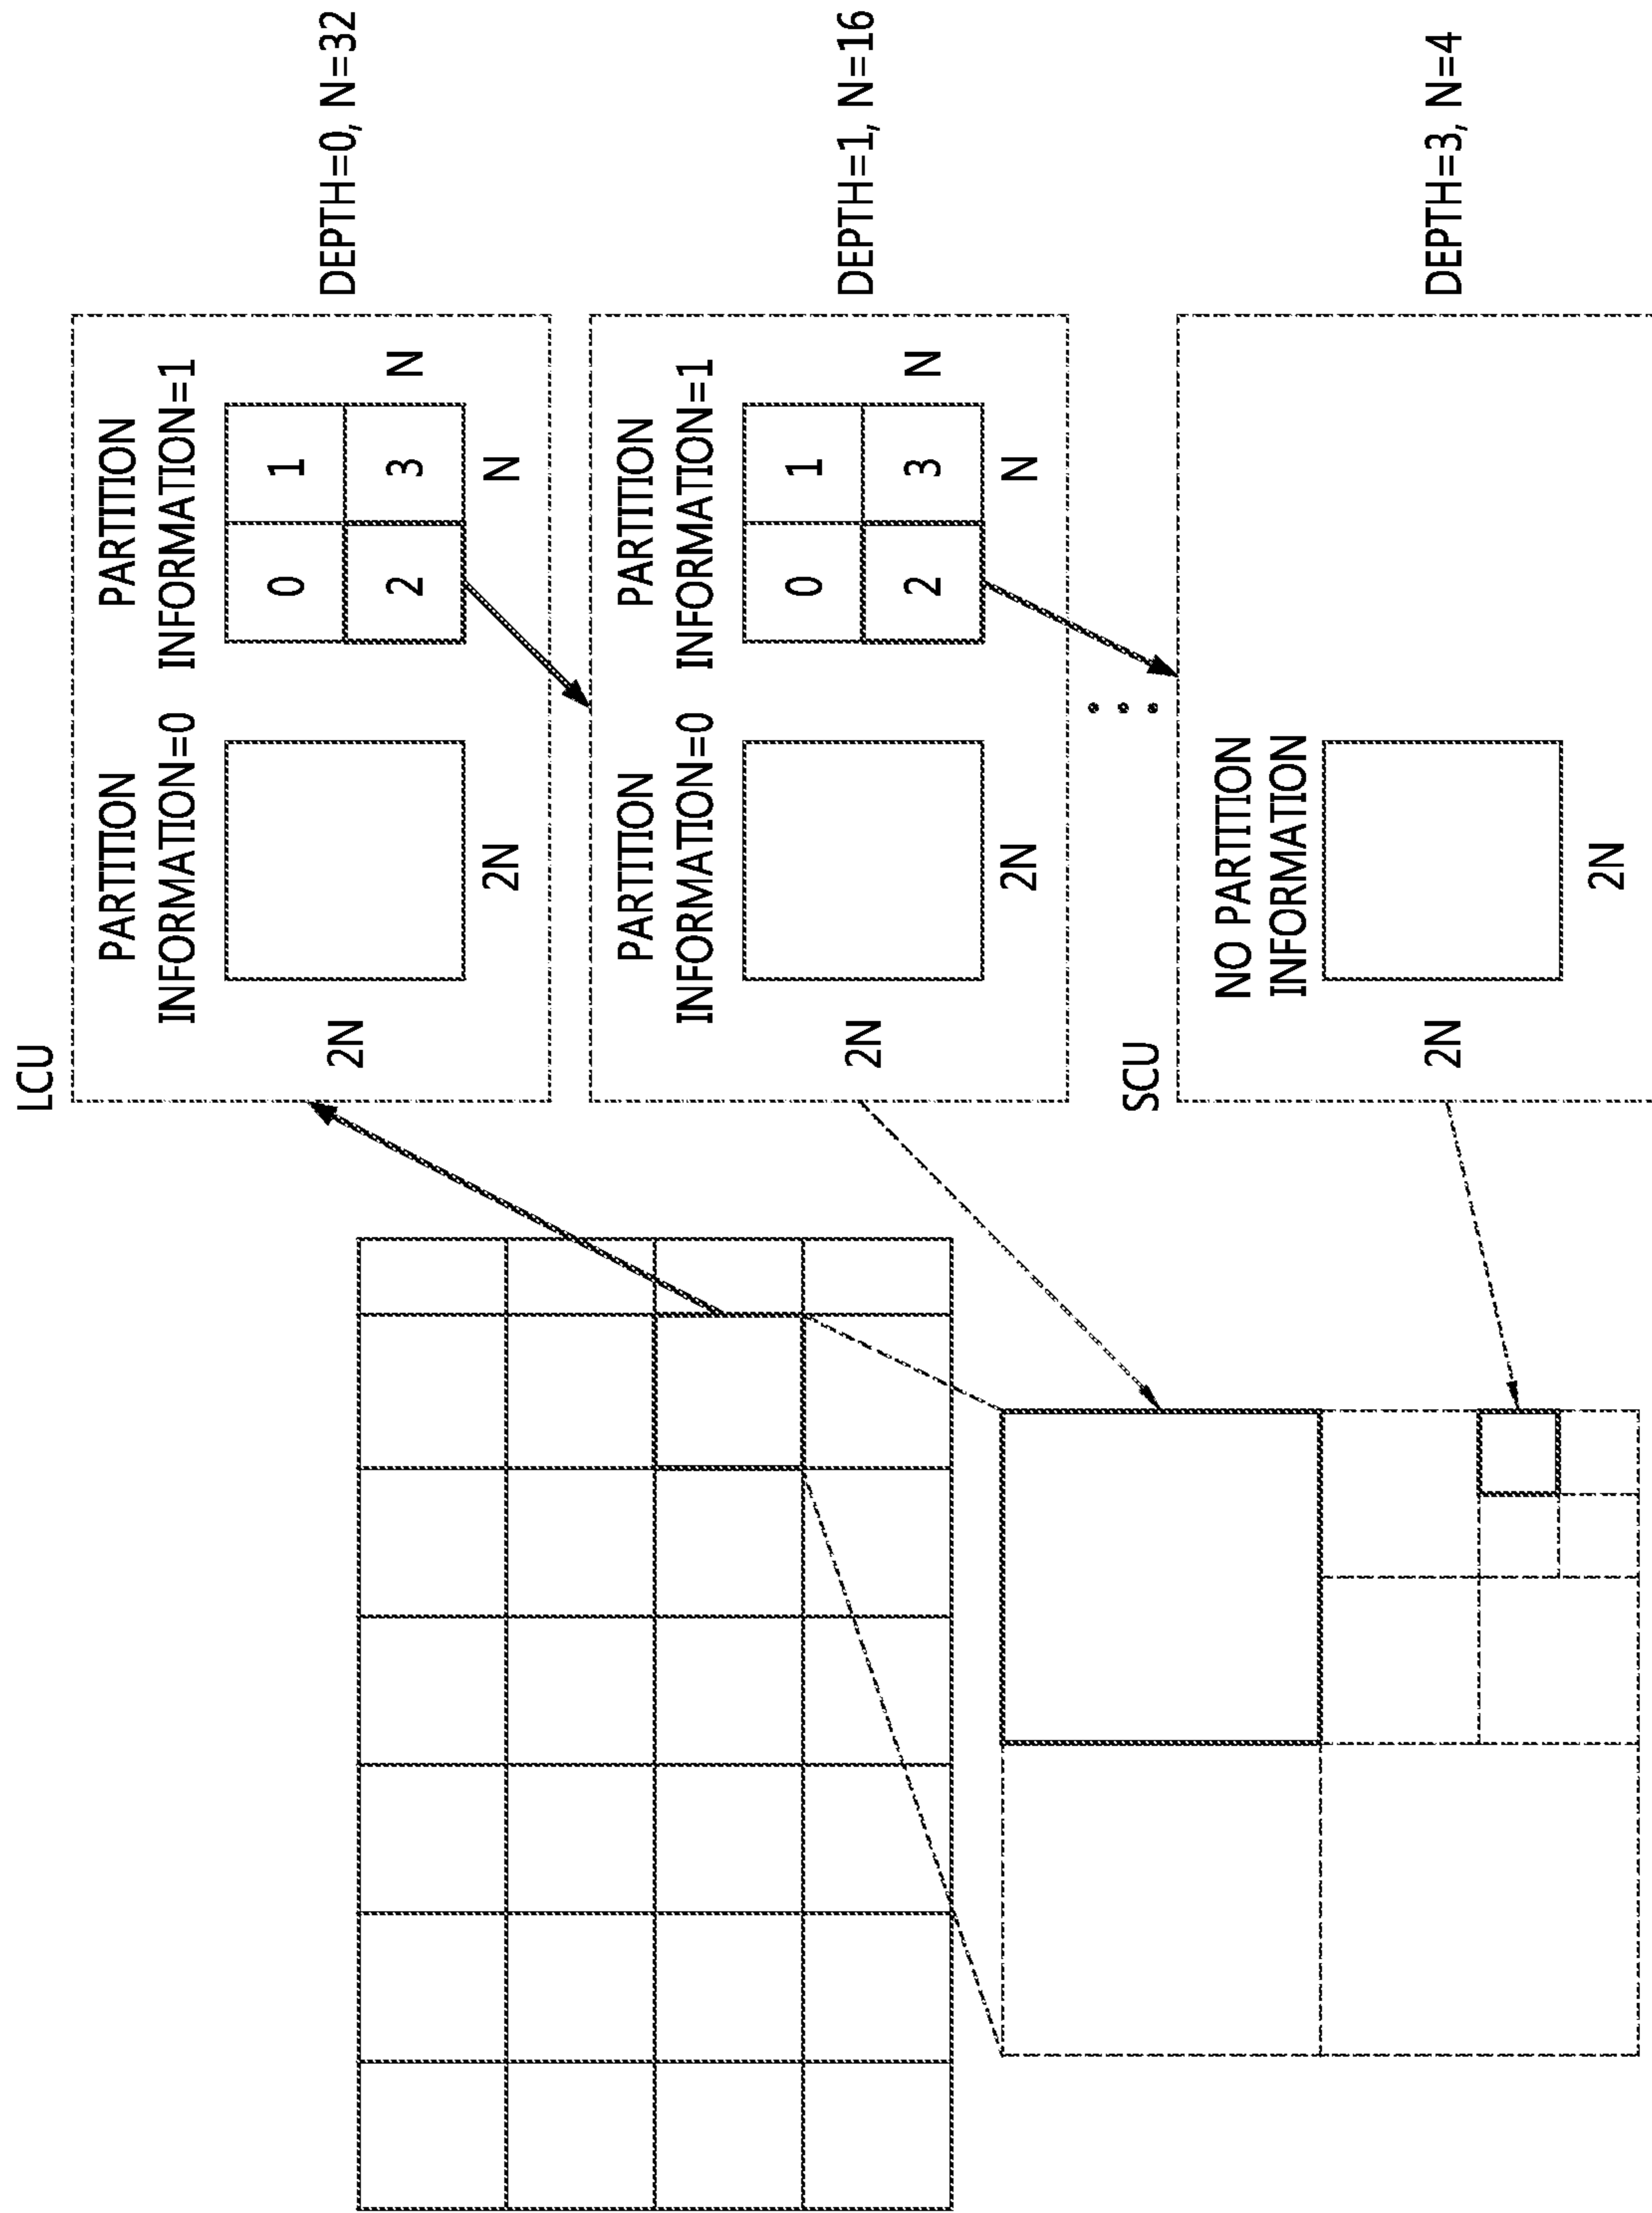 LCU
PARTITION
INFORMATION=0
PARTITION
INFORMATION=1
2N
2N
0
1
2
3
N
N
DEPTH=0, N=32
PARTITION
INFORMATION=0
PARTITION
INFORMATION=1
2N
2N
0
1
2
3
N
N
DEPTH=1, N=16
SCU
NO PARTITION
INFORMATION
2N
2N
DEPTH=3, N=4